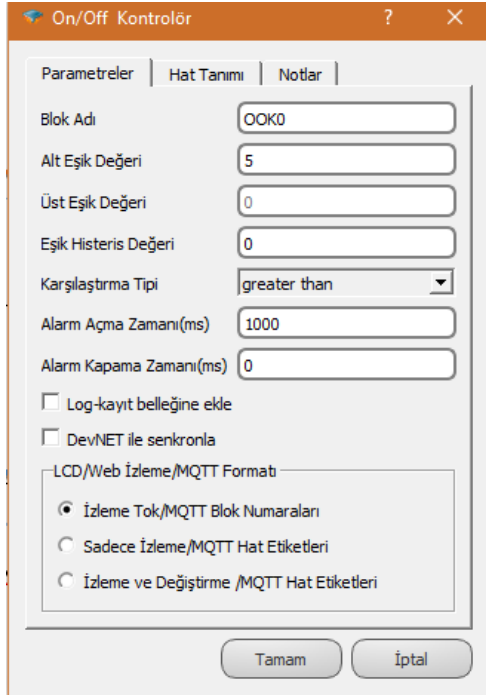 On/Off Kontrolör ? ✕
Parametreler Hat Tanımı Notlar
Blok Adı OOK0
Alt Eşik Değeri 5
Üst Eşik Değeri 0
Eşik Histeris Değeri 0
Karşılaştırma Tipi greater than
Alarm Açma Zamanı(ms) 1000
Alarm Kapama Zamanı(ms) 0
Log-kayıt belleğine ekle
DevNET ile senkronla
LCD/Web İzleme/MQTT Formatı
İzleme Yok/MQTT Blok Numaraları
Sadece İzleme/MQTT Hat Etiketleri
İzleme ve Değiştirme /MQTT Hat Etiketleri
Tamam İptal